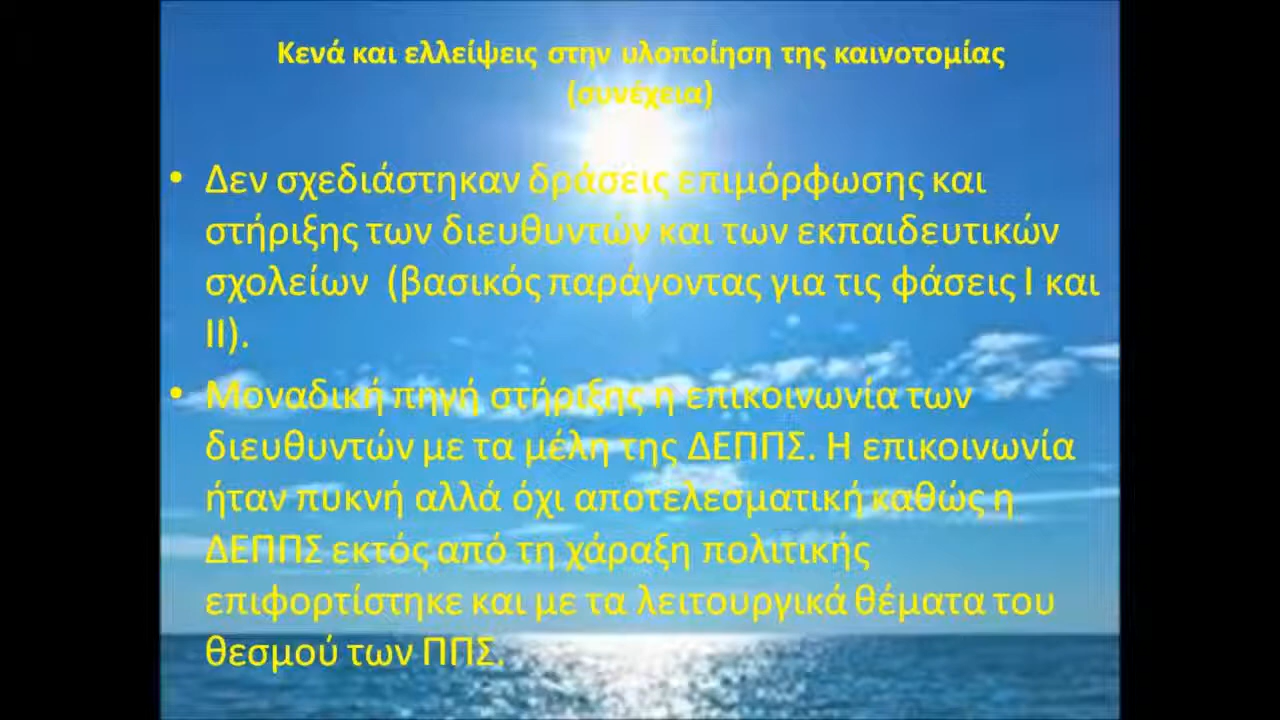 Κενά και ελλείψεις στην υλοποίηση της καινοτομίας
(συνέχεια)
• Δεν σχεδιάστηκαν δράσεις επιμόρφωσης και
στήριξης των διευθυντών και των εκπαιδευτικών
σχολείων (βασικός παράγοντας για τις φάσεις Ι και
ΙΙ).
• Μοναδική πηγή στήριξης η επικοινωνία των
διευθυντών με τα μέλη της ΔΕΠΠΣ. Η επικοινωνία
ήταν πυκνή αλλά όχι αποτελεσματική καθώς η
ΔΕΠΠΣ εκτός από τη χάραξη πολιτικής
επιφορτίστηκε και με τα λειτουργικά θέματα του
θεσμού των ΠΠΣ.